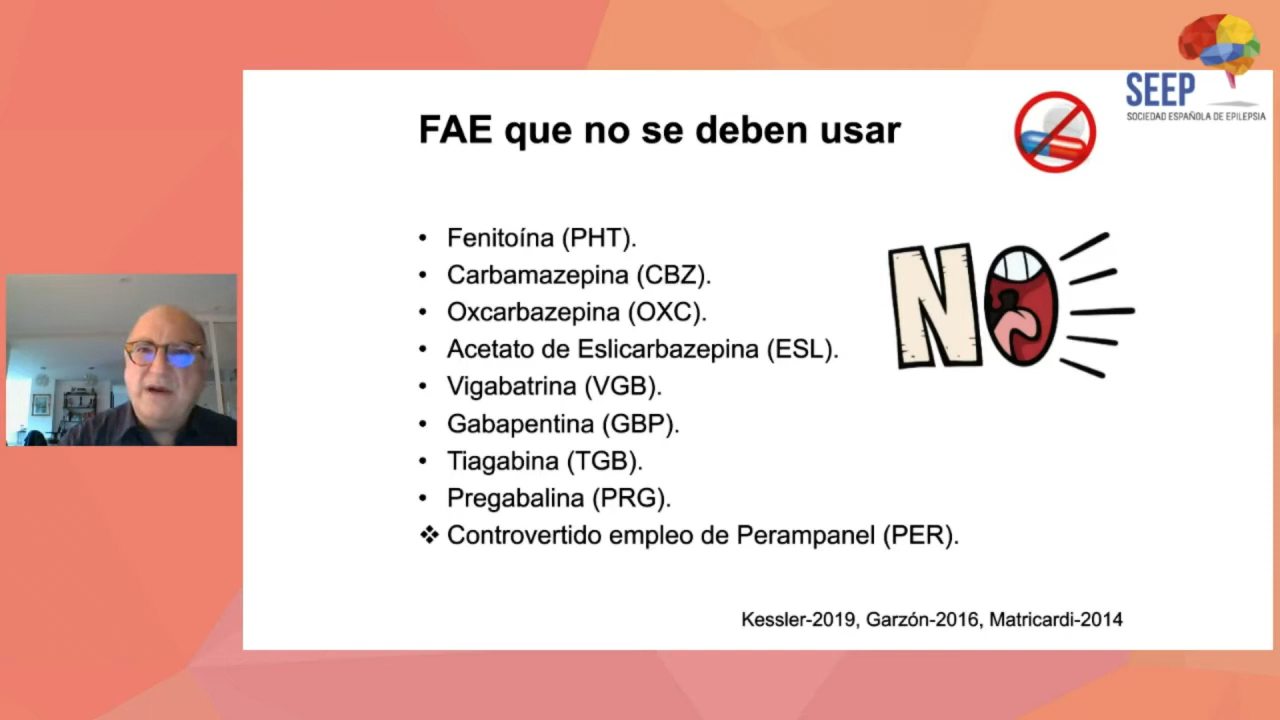 SEEP
SOCIEDAD ESPAÑOLA DE EPILEPSIA
FAE que no se deben usar
• Fenitoína (PHT).
• Carbamazepina (CBZ).
• Oxcarbazepina (OXC).
• Acetato de Eslicarbazepina (ESL).
• Vigabatrina (VGB).
• Gabapentina (GBP).
• Tiagabina (TGB).
• Pregabalina (PRG).
❖ Controvertido empleo de Perampanel (PER).
NO
Kessler-2019, Garzón-2016, Matricardi-2014